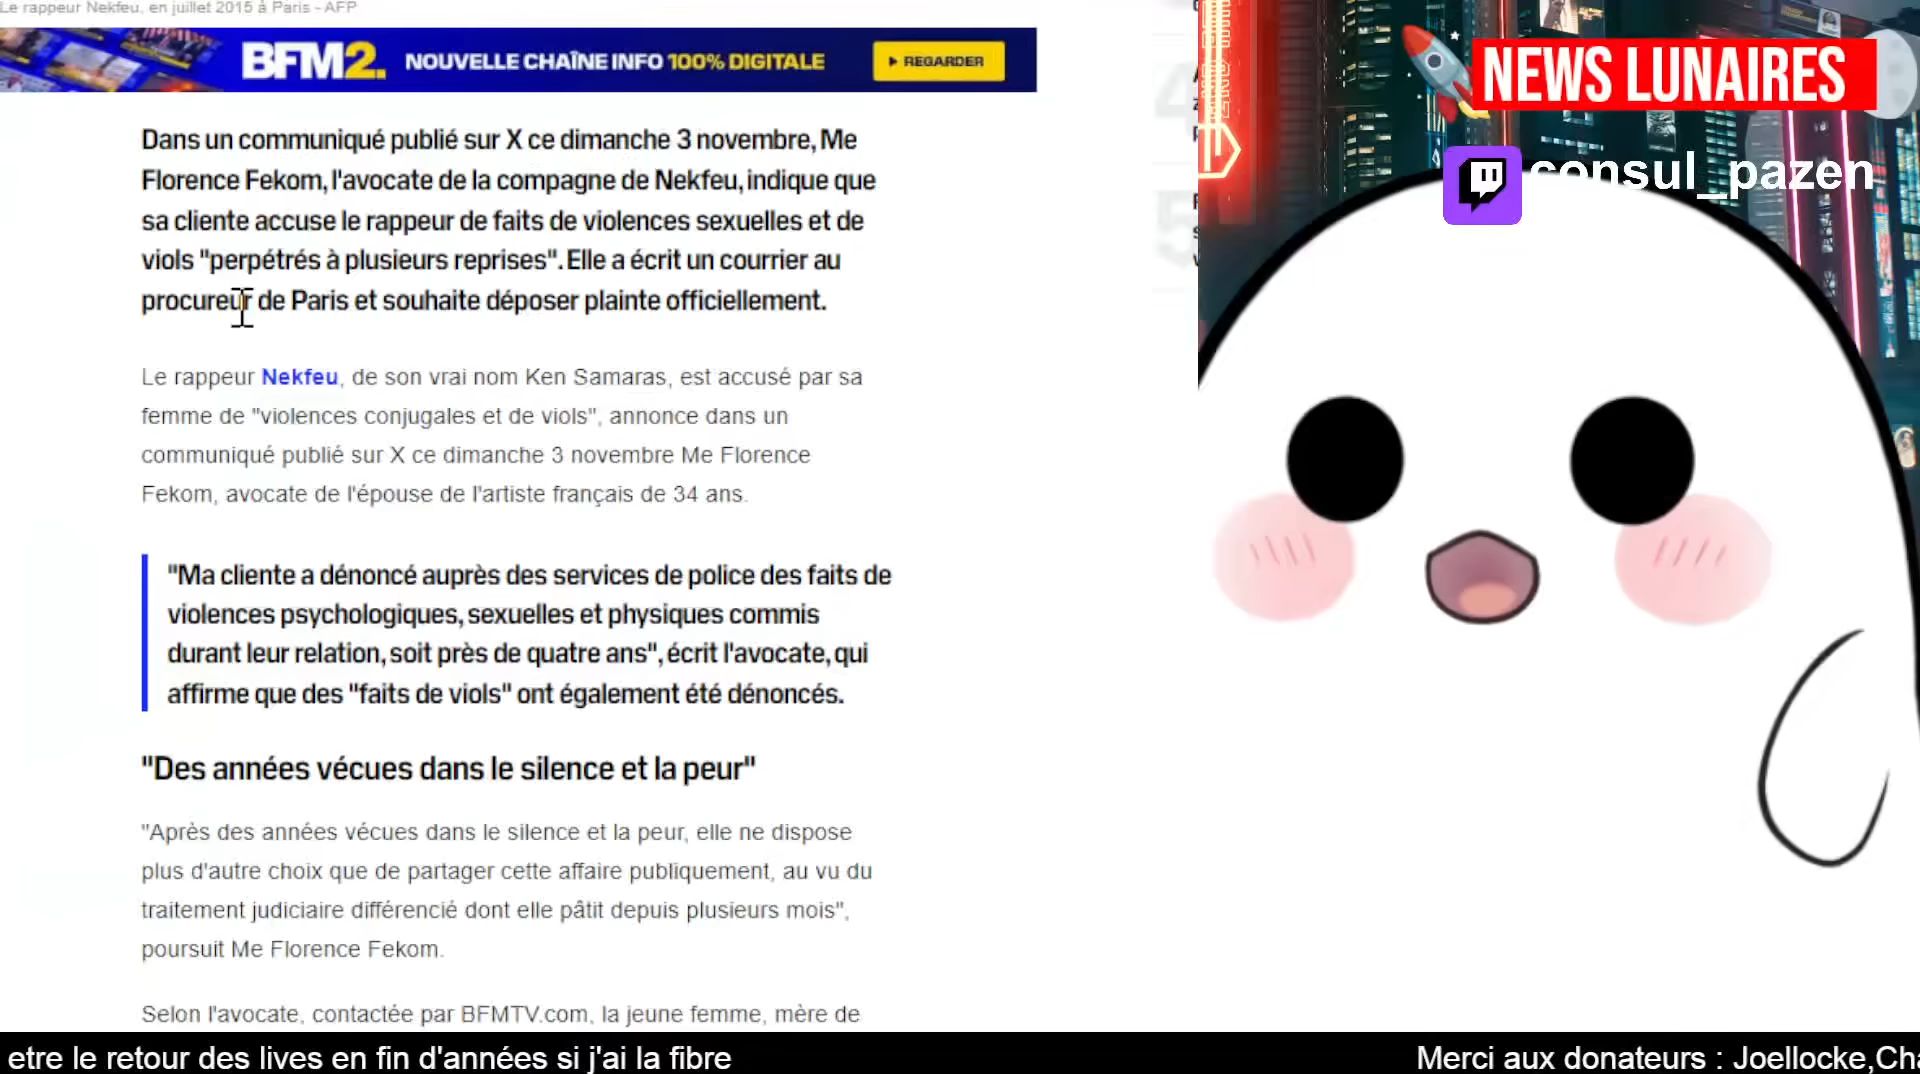 Le rappeur Nekfeu, en juillet 2015 à Paris - AFP
BFM2. NOUVELLE CHAÎNE INFO 100% DIGITALE REGARDER
Dans un communiqué publié sur X ce dimanche 3 novembre, Me
Florence Fekom, l'avocate de la compagne de Nekfeu, indique que
sa cliente accuse le rappeur de faits de violences sexuelles et de
viols "perpétrés à plusieurs reprises". Elle a écrit un courrier au
procureur de Paris et souhaite déposer plainte officiellement.
Le rappeur Nekfeu, de son vrai nom Ken Samaras, est accusé par sa
femme de "violences conjugales et de viols", annonce dans un
communiqué publié sur X ce dimanche 3 novembre Me Florence
Fekom, avocate de l'épouse de l'artiste français de 34 ans.
"Ma cliente a dénoncé auprès des services de police des faits de
violences psychologiques, sexuelles et physiques commis
durant leur relation, soit près de quatre ans", écrit l'avocate, qui
affirme que des "faits de viols" ont également été dénoncés.
"Des années vécues dans le silence et la peur"
"Après des années vécues dans le silence et la peur, elle ne dispose
plus d'autre choix que de partager cette affaire publiquement, au vu du
traitement judiciaire différencié dont elle pâtit depuis plusieurs mois",
poursuit Me Florence Fekom.
Selon l'avocate, contactée par BFMTV.com, la jeune femme, mère de
4
5
NEWS LUNAIRES
consul_pazen
etre le retour des lives en fin d'années si j'ai la fibre
Merci aux donateurs : Joellocke,Cha